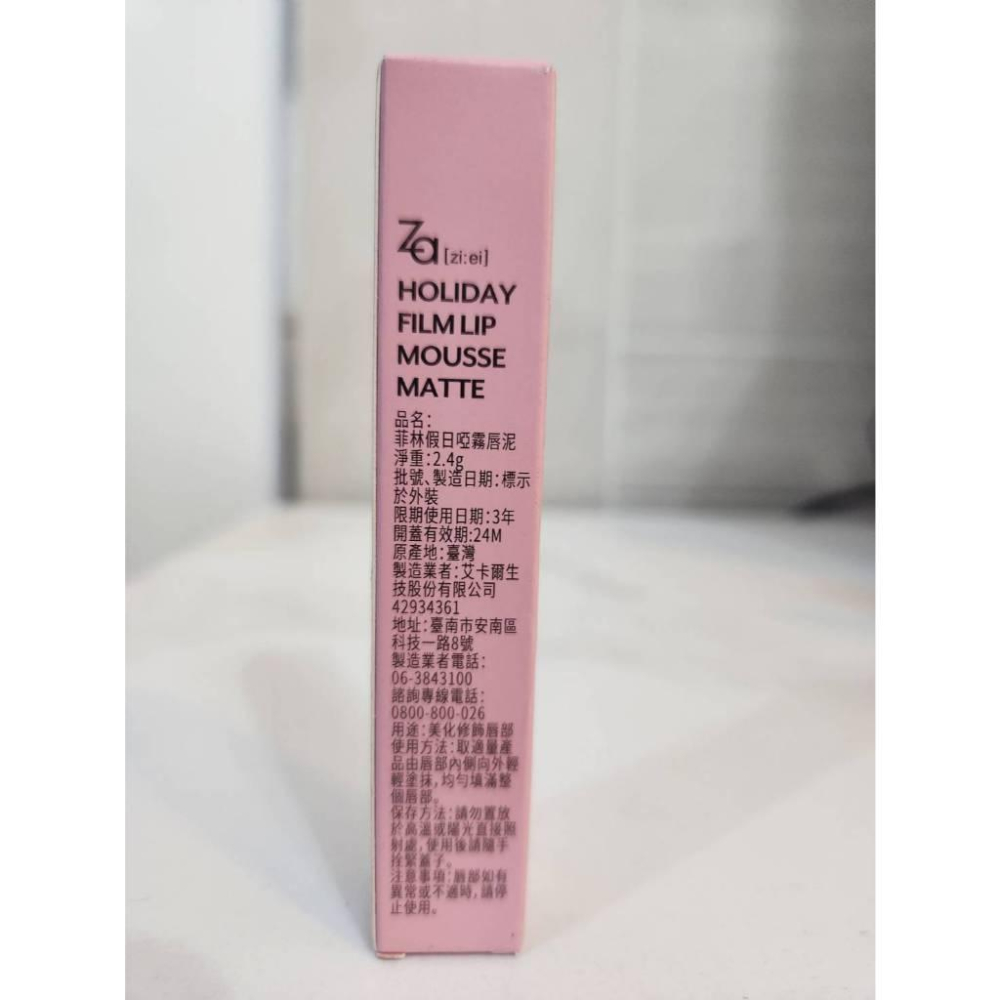 Za [zi:ei]
HOLIDAY
FILM LIP
MOUSSE
MATTE
品名:
菲林假日啞霧唇泥
淨重:2.4g
批號、製造日期:標示
於外裝
限期使用日期:3年
開蓋有效期:24M
原產地:臺灣
製造業者:艾卡爾生
技股份有限公司
42934361
地址:臺南市安南區
科技一路8號
製造業者電話:
06-3843100
諮詢專線電話:
0800-800-026
用途:美化修飾唇部
使用方法:取適量產
品由唇部內側向外輕
輕塗抹,均勻填滿整
個唇部。
保存方法:請勿置放
於高溫或陽光直接照
射處,使用後請隨手
拴緊蓋子。
注意事項:唇部如有
異常或不適時,請停
止使用。